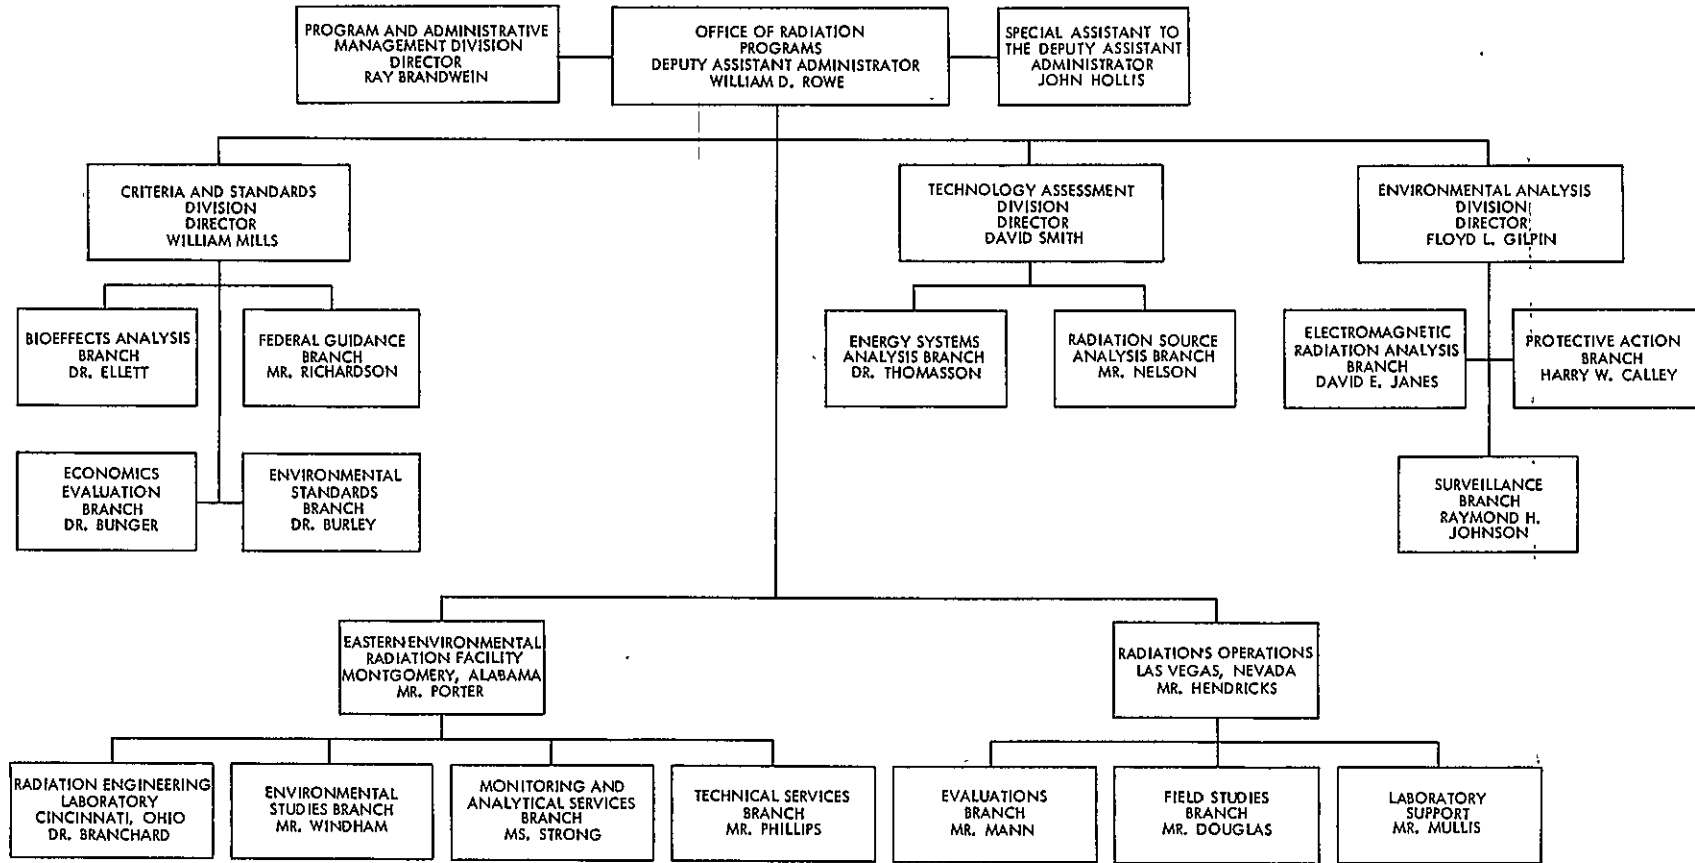 PROGRAM AND ADMINISTRATIVE
MANAGEMENT DIVISION
DIRECTOR
RAY BRANDWEIN
OFFICE OF RADIATION
PROGRAMS
DEPUTY ASSISTANT ADMINISTRATOR
WILLIAM D. ROWE
SPECIAL ASSISTANT TO
THE DEPUTY ASSISTANT
ADMINISTRATOR
JOHN HOLLIS
CRITERIA AND STANDARDS
DIVISION
DIRECTOR
WILLIAM MILLS
TECHNOLOGY ASSESSMENT
DIVISION
DIRECTOR
DAVID SMITH
ENVIRONMENTAL ANALYSIS
DIVISION
DIRECTOR
FLOYD L. GILPIN
BIOEFFECTS ANALYSIS
BRANCH
DR. ELLETT
FEDERAL GUIDANCE
BRANCH
MR. RICHARDSON
ENERGY SYSTEMS
ANALYSIS BRANCH
DR. THOMASSON
RADIATION SOURCE
ANALYSIS BRANCH
MR. NELSON
ELECTROMAGNETIC
RADIATION ANALYSIS
BRANCH
DAVID E. JANES
PROTECTIVE ACTION
BRANCH
HARRY W. CALLEY
ECONOMICS
EVALUATION
BRANCH
DR. BUNGER
ENVIRONMENTAL
STANDARDS
BRANCH
DR. BURLEY
SURVEILLANCE
BRANCH
RAYMOND H.
JOHNSON
EASTERN ENVIRONMENTAL
RADIATION FACILITY
MONTGOMERY, ALABAMA
MR. PORTER
RADIATIONS OPERATIONS
LAS VEGAS, NEVADA
MR. HENDRICKS
RADIATION ENGINEERING
LABORATORY
CINCINNATI, OHIO
DR. BRANCHARD
ENVIRONMENTAL
STUDIES BRANCH
MR. WINDHAM
MONITORING AND
ANALYTICAL SERVICES
BRANCH
MS. STRONG
TECHNICAL SERVICES
BRANCH
MR. PHILLIPS
EVALUATIONS
BRANCH
MR. MANN
FIELD STUDIES
BRANCH
MR. DOUGLAS
LABORATORY
SUPPORT
MR. MULLIS